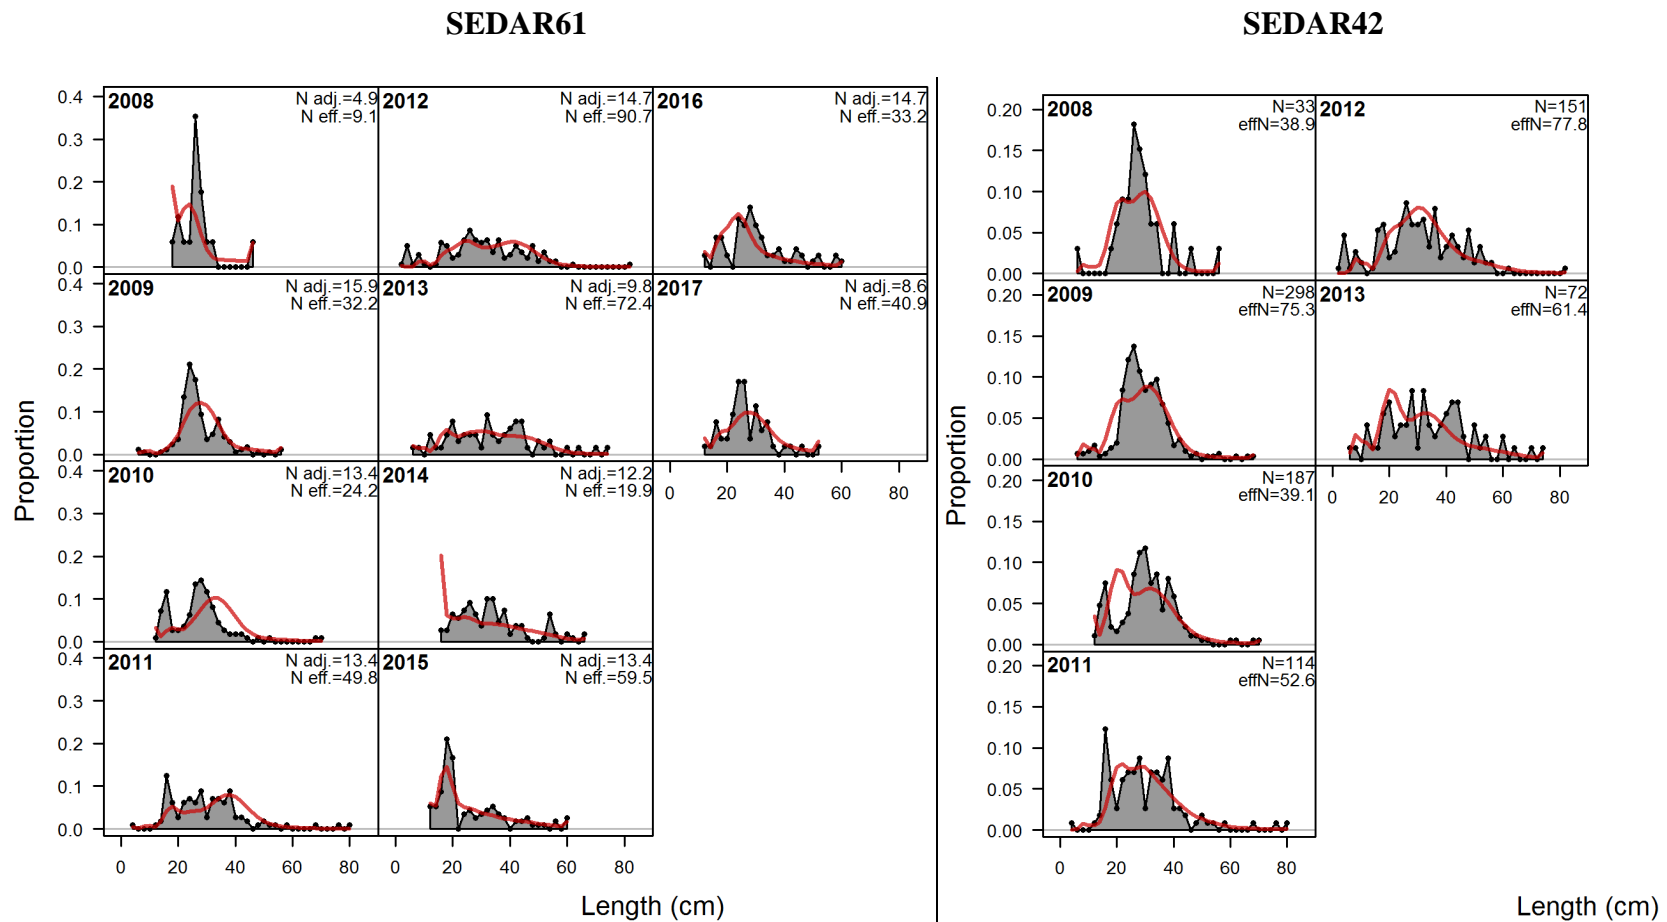 SEDAR61
SEDAR42
Proportion
0.4
0.3
0.2
0.1
0.0
0.4
0.3
0.2
0.1
0.0
0.4
0.3
0.2
0.1
0.0
0.4
0.3
0.2
0.1
0.0
2008
N adj.=4.9
N eff.=9.1
2009
N adj.=15.9
N eff.=32.2
2010
N adj.=13.4
N eff.=24.2
2011
N adj.=13.4
N eff.=49.8
0 20 40 60 80
2012
N adj.=14.7
N eff.=90.7
2013
N adj.=9.8
N eff.=72.4
2014
N adj.=12.2
N eff.=19.9
2015
N adj.=13.4
N eff.=59.5
0 20 40 60 80
2016
N adj.=14.7
N eff.=33.2
2017
N adj.=8.6
N eff.=40.9
0 20 40 60 80
Length (cm)
Proportion
0.20
0.15
0.10
0.05
0.00
0.20
0.15
0.10
0.05
0.00
0.20
0.15
0.10
0.05
0.00
0.20
0.15
0.10
0.05
0.00
2008
N=33
effN=38.9
2009
N=298
effN=75.3
2010
N=187
effN=39.1
2011
N=114
effN=52.6
0 20 40 60 80
2012
N=151
effN=77.8
2013
N=72
effN=61.4
0 20 40 60 80
Length (cm)